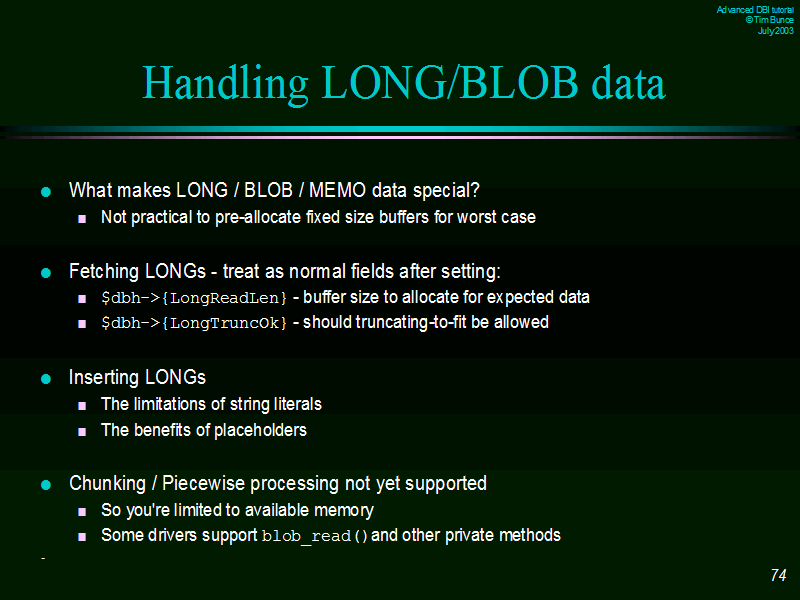 Advanced DBI tutorial
© Tim Bunce
July 2003
Handling LONG/BLOB data
What makes LONG / BLOB / MEMO data special?
Not practical to pre-allocate fixed size buffers for worst case
Fetching LONGs - treat as normal fields after setting:
$dbh->{LongReadLen} - buffer size to allocate for expected data
$dbh->{LongTruncOk} - should truncating-to-fit be allowed
Inserting LONGs
The limitations of string literals
The benefits of placeholders
Chunking / Piecewise processing not yet supported
So you're limited to available memory
Some drivers support blob_read()and other private methods
-
74